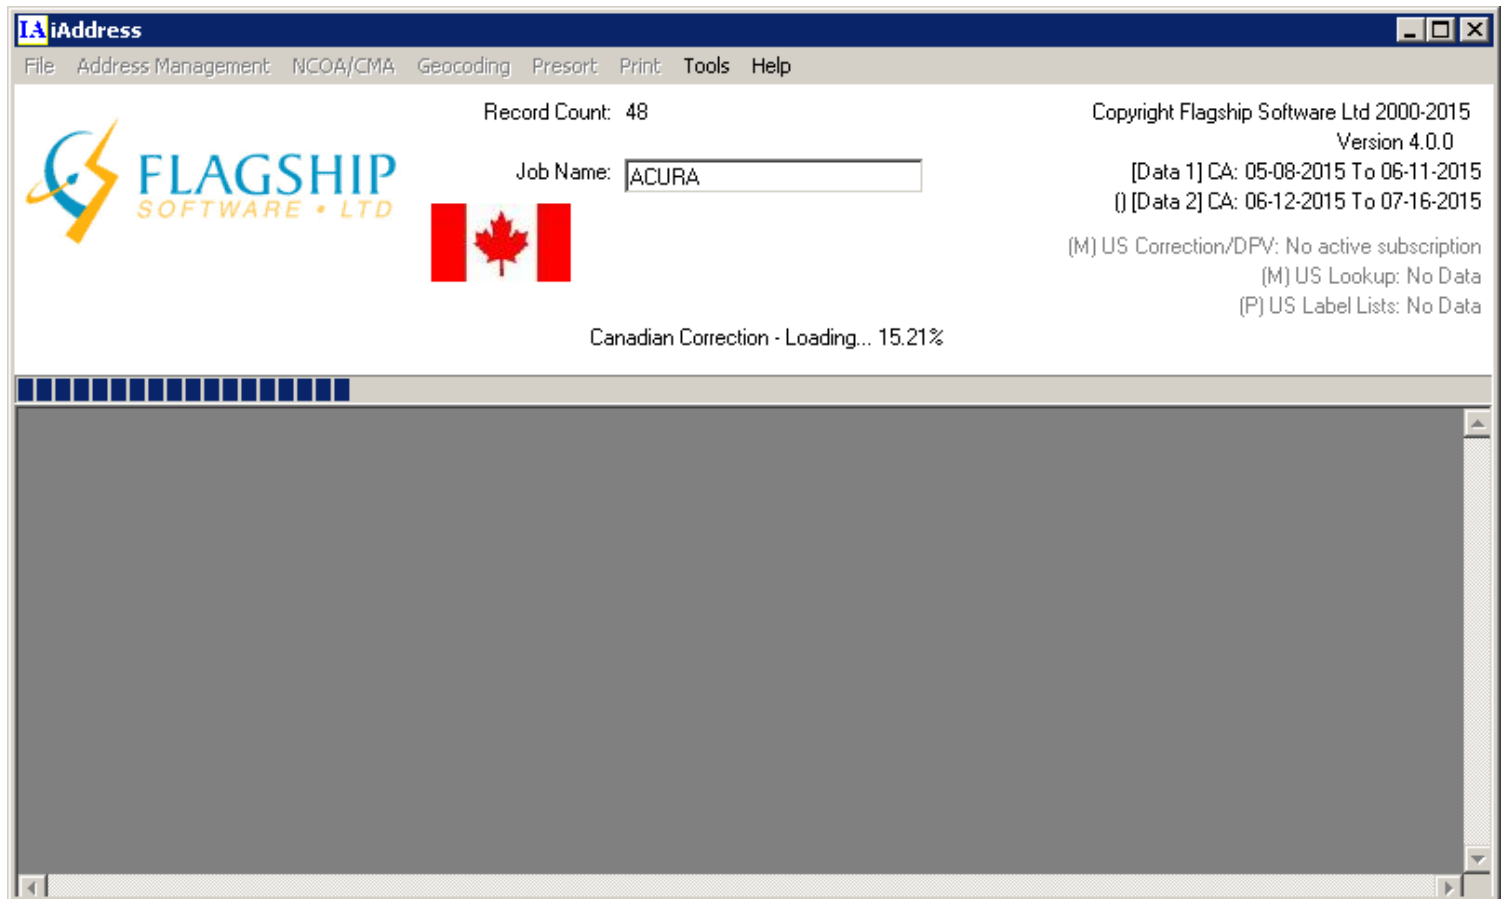 IA iAddress
File Address Management NCOA/CMA Geocoding Presort Print Tools Help
Record Count: 48
Copyright Flagship Software Ltd 2000-2015
Version 4.0.0
FLAGSHIP
SOFTWARE • LTD
Job Name: ACURA
[Data 1] CA: 05-08-2015 To 06-11-2015
() [Data 2] CA: 06-12-2015 To 07-16-2015
(M) US Correction/DPV: No active subscription
(M) US Lookup: No Data
(P) US Label Lists: No Data
Canadian Correction - Loading... 15.21%